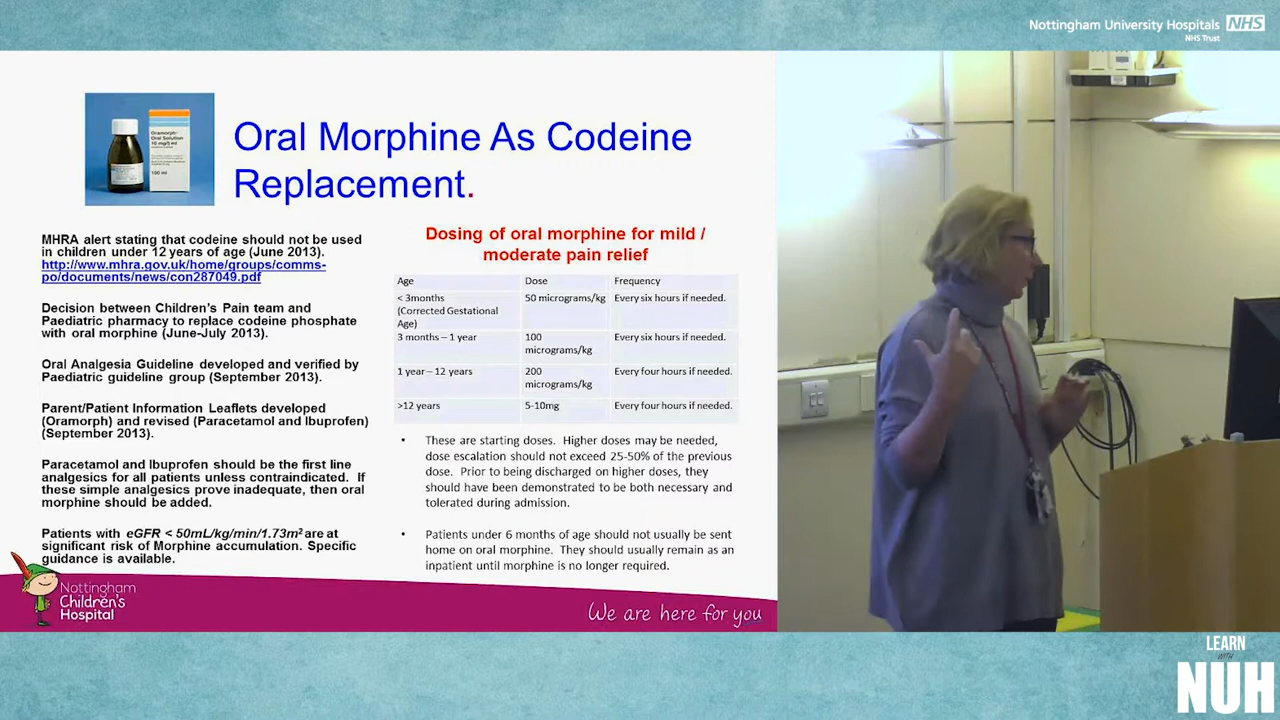 Nottingham University Hospitals NHS
NHS Trust
Oramorph
Oral Solution
10 mg/5 ml
100 ml
Oral Morphine As Codeine
Replacement.
MHRA alert stating that codeine should not be used
in children under 12 years of age (June 2013).
http://www.mhra.gov.uk/home/groups/comms-
po/documents/news/con287049.pdf
Decision between Children's Pain team and
Paediatric pharmacy to replace codeine phosphate
with oral morphine (June-July 2013).
Oral Analgesia Guideline developed and verified by
Paediatric guideline group (September 2013).
Parent/Patient Information Leaflets developed
(Oramorph) and revised (Paracetamol and Ibuprofen)
(September 2013).
Paracetamol and Ibuprofen should be the first line
analgesics for all patients unless contraindicated. If
these simple analgesics prove inadequate, then oral
morphine should be added.
Patients with eGFR < 50mL/kg/min/1.73m² are at
significant risk of Morphine accumulation. Specific
guidance is available.
Dosing of oral morphine for mild /
moderate pain relief
Age Dose Frequency
< 3months 50 micrograms/kg Every six hours if needed.
(Corrected Gestational
Age)
3 months – 1 year 100 Every six hours if needed.
micrograms/kg
1 year – 12 years 200 Every four hours if needed.
micrograms/kg
>12 years 5-10mg Every four hours if needed.
• These are starting doses. Higher doses may be needed,
dose escalation should not exceed 25-50% of the previous
dose. Prior to being discharged on higher doses, they
should have been demonstrated to be both necessary and
tolerated during admission.
• Patients under 6 months of age should not usually be sent
home on oral morphine. They should usually remain as an
inpatient until morphine is no longer required.
Nottingham
Children's
Hospital
We are here for you
LEARN
WITH
NUH